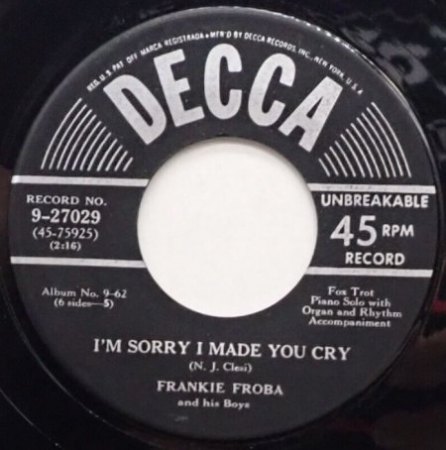 REG. U.S. PAT. OFF. MARCA REGISTRADA • MF'D BY DECCA RECORDS, INC., NEW YORK, U.S.A.
DECCA
RECORD NO.
9-27029
(45-75925)
(2:16)
UNBREAKABLE
45 RPM
RECORD
Album No. 9-62
(6 sides—5)
Fox Trot
Piano Solo with
Organ and Rhythm
Accompaniment
I'M SORRY I MADE YOU CRY
(N. J. Clesi)
FRANKIE FROBA
and his Boys